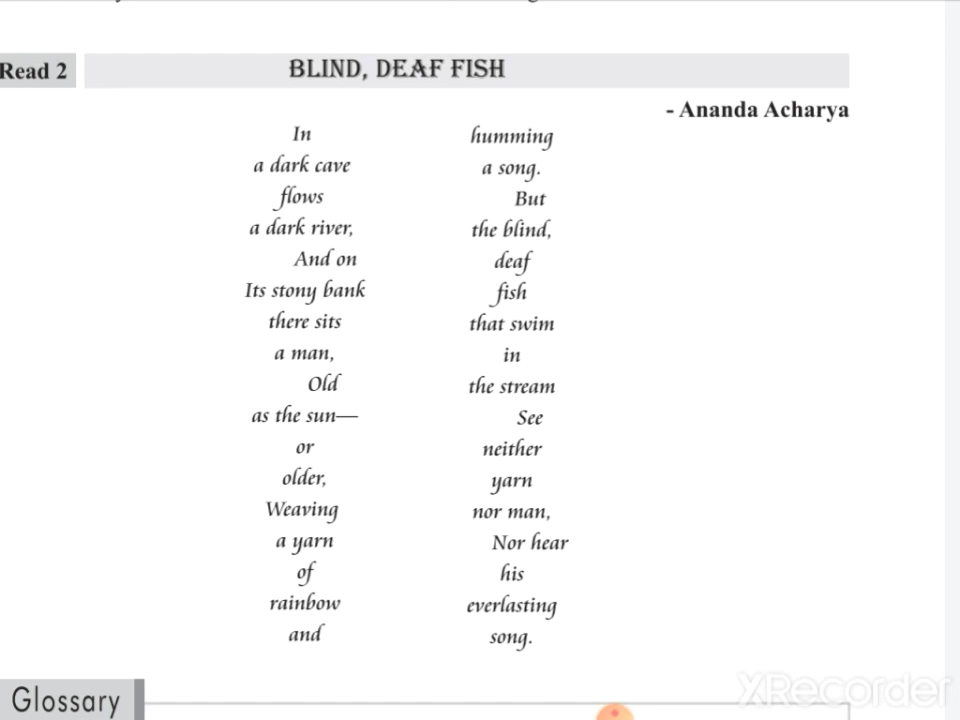 Read 2
BLIND, DEAF FISH
- Ananda Acharya
In
a dark cave
flows
a dark river,
And on
Its stony bank
there sits
a man,
Old
as the sun—
or
older,
Weaving
a yarn
of
rainbow
and
humming
a song.
But
the blind,
deaf
fish
that swim
in
the stream
See
neither
yarn
nor man,
Nor hear
his
everlasting
song.
Glossary
XRecorder